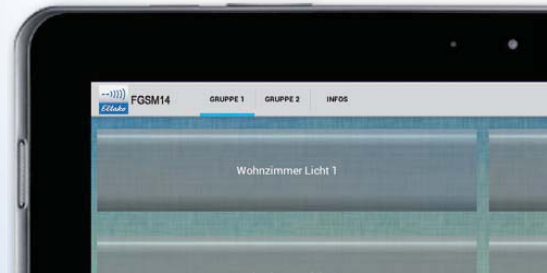 --)))))
Eltako
FGSM14
GRUPPE 1
GRUPPE 2
INFOS
Wohnzimmer Licht 1